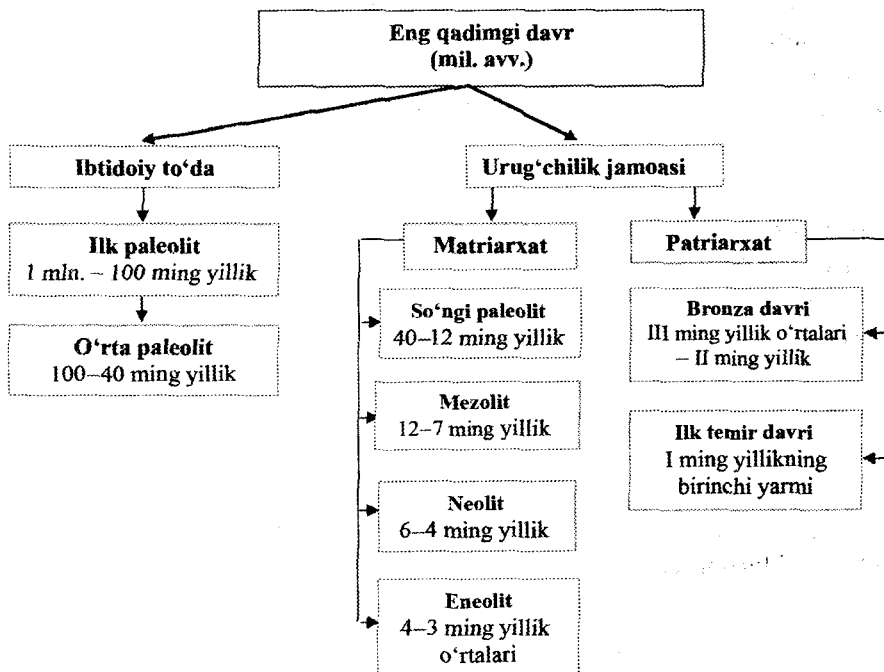 Eng qadimgi davr
(mil. avv.)
Ibtidoiy to‘da
Ilk paleolit
1 mln. – 100 ming yillik
O‘rta paleolit
100–40 ming yillik
Urug‘chilik jamoasi
Matriarxat
So‘ngi paleolit
40–12 ming yillik
Mezolit
12–7 ming yillik
Neolit
6–4 ming yillik
Eneolit
4–3 ming yillik
o‘rtalari
Patriarxat
Bronza davri
III ming yillik o‘rtalari
– II ming yillik
Ilk temir davri
I ming yillikning
birinchi yarmi